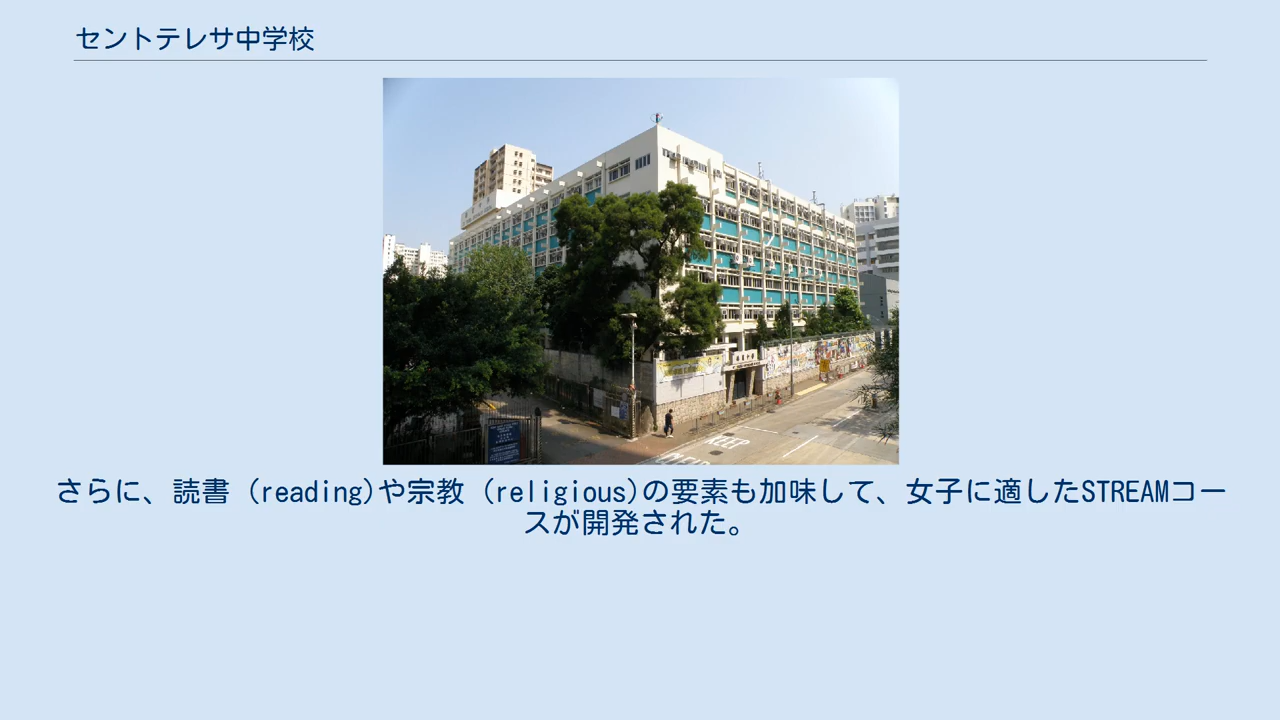 セントテレサ中学校
KEEP
CLEAR
さらに、読書 (reading)や宗教 (religious)の要素も加味して、女子に適したSTREAMコー
スが開発された。